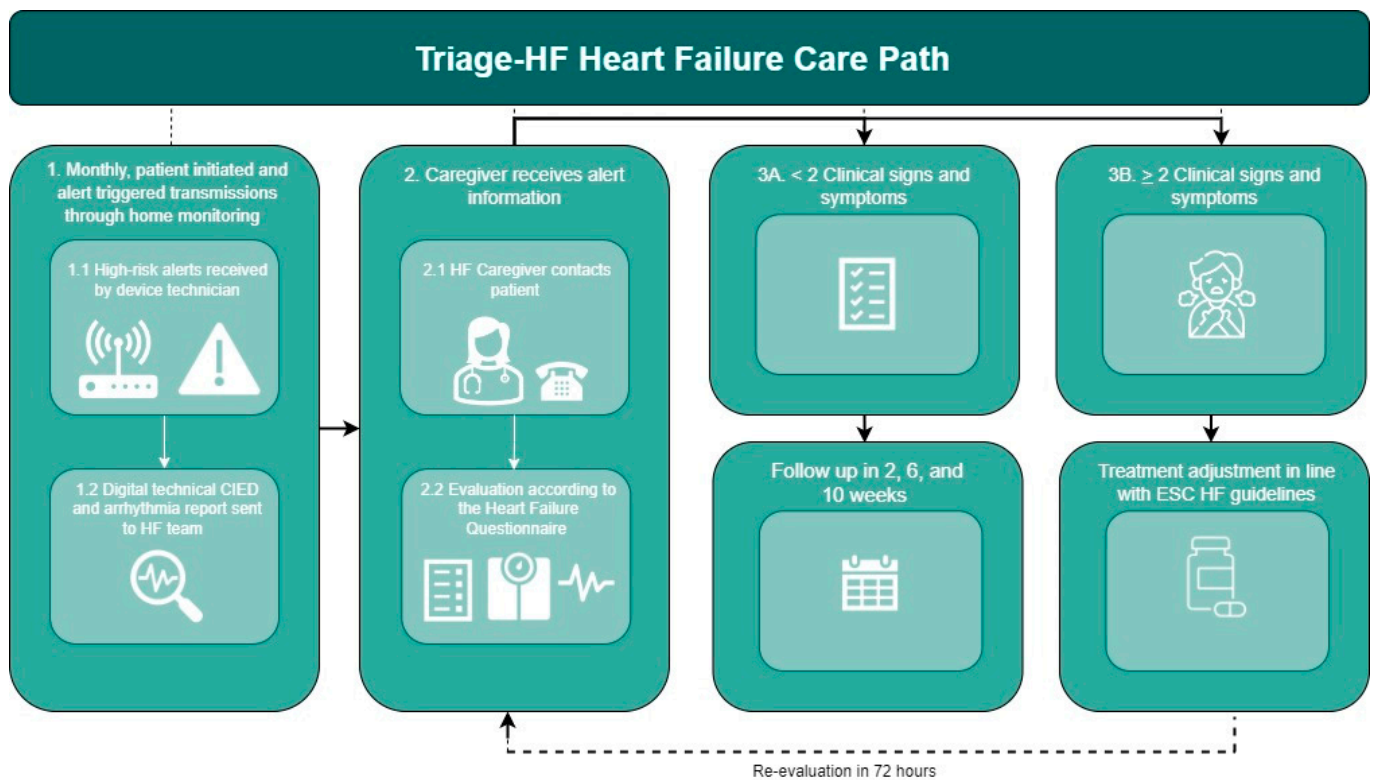 Triage-HF Heart Failure Care Path
1. Monthly, patient initiated and
alert triggered transmissions
through home monitoring
1.1 High-risk alerts received
by device technician
1.2 Digital technical CIED
and arrhythmia report sent
to HF team
2. Caregiver receives alert
information
2.1 HF Caregiver contacts
patient
2.2 Evaluation according to
the Heart Failure
Questionnaire
3A. < 2 Clinical signs and
symptoms
Follow up in 2, 6, and
10 weeks
3B. ≥ 2 Clinical signs and
symptoms
Treatment adjustment in line
with ESC HF guidelines
Re-evaluation in 72 hours